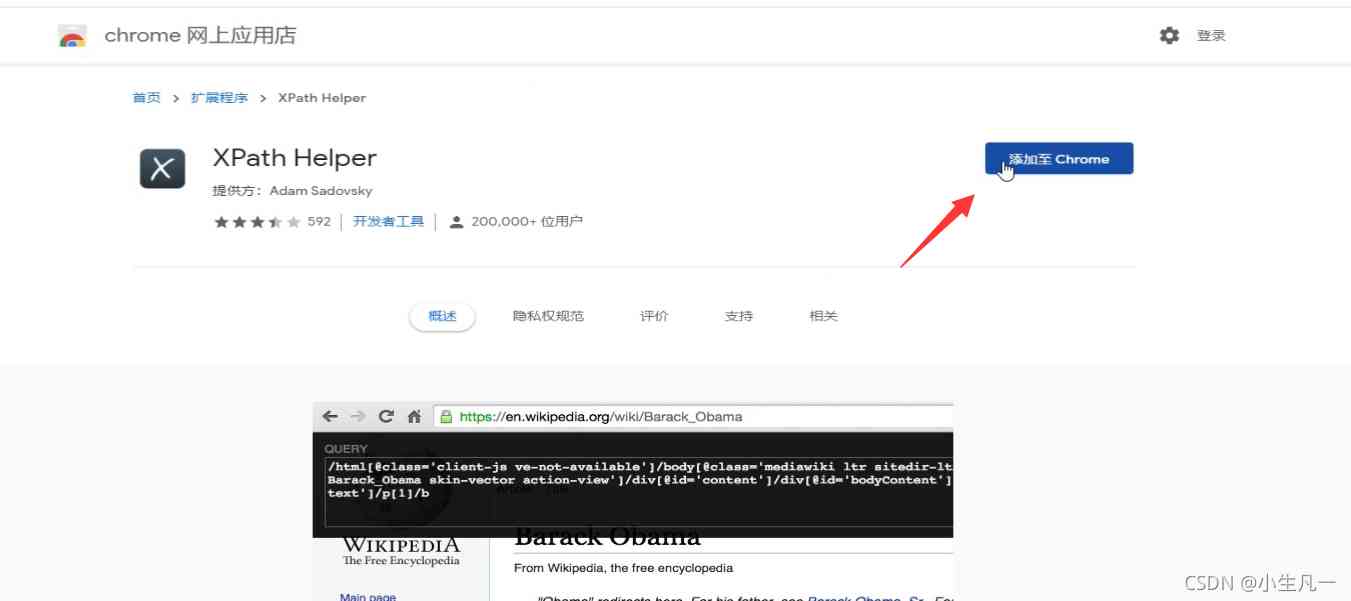 chrome 网上应用店
登录
首页 > 扩展程序 > XPath Helper
XPath Helper
添加至 Chrome
提供方： Adam Sadovsky
592 | 开发者工具 | 200,000+ 位用户
概述 隐私权规范 评价 支持 相关
https://en.wikipedia.org/wiki/Barack_Obama
QUERY
/html[@class='client-js ve-not-available']/body[@class='mediawiki ltr sitedir-lt
Barack_Obama skin-vector action-view']/div[@id='content']/div[@id='bodyContent']
text']/p[1]/b
Barack Obama
WIKIPEDIA
The Free Encyclopedia
From Wikipedia, the free encyclopedia
Main page
"Obama" redirects here. For his father, see Barack Obama, Sr.
CSDN @小生凡一